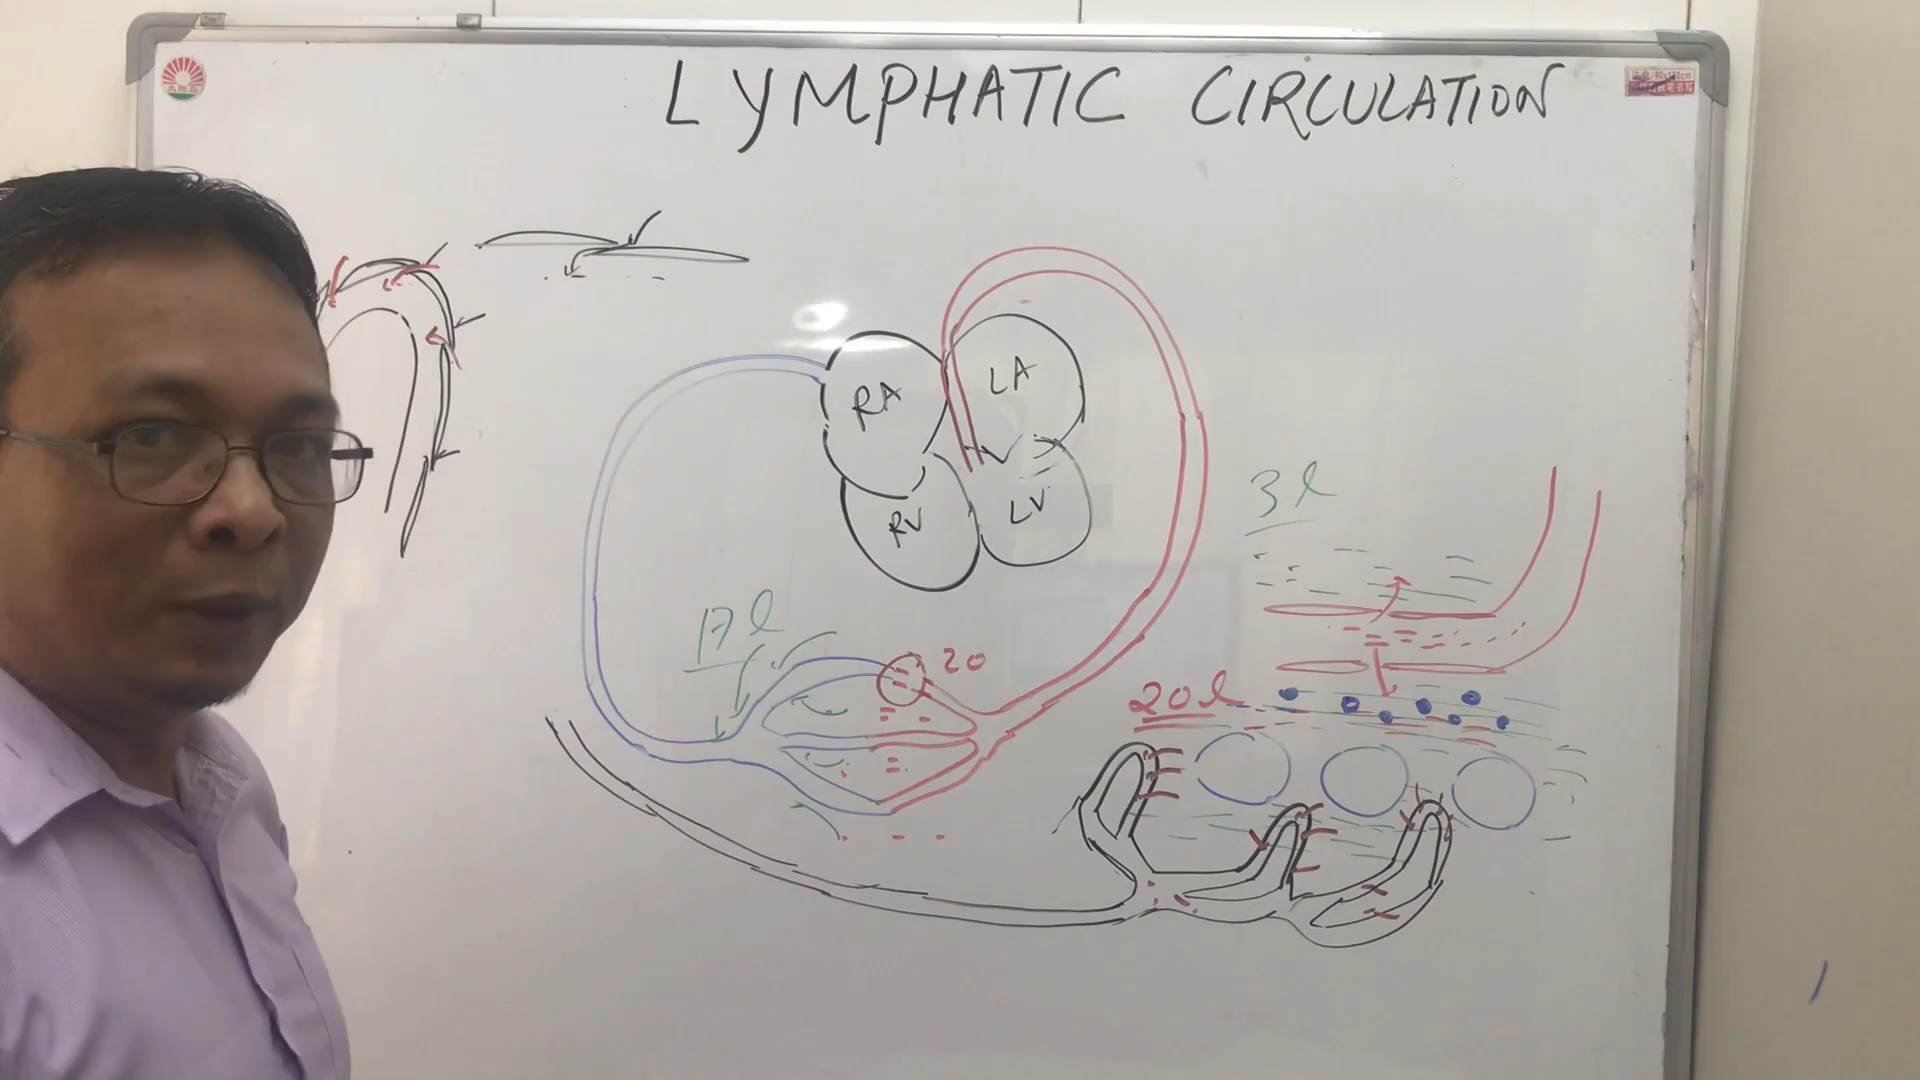 LYMPHATIC CIRCULATION
RA
LA
RV
LV
3 l
17 l
20
20 l